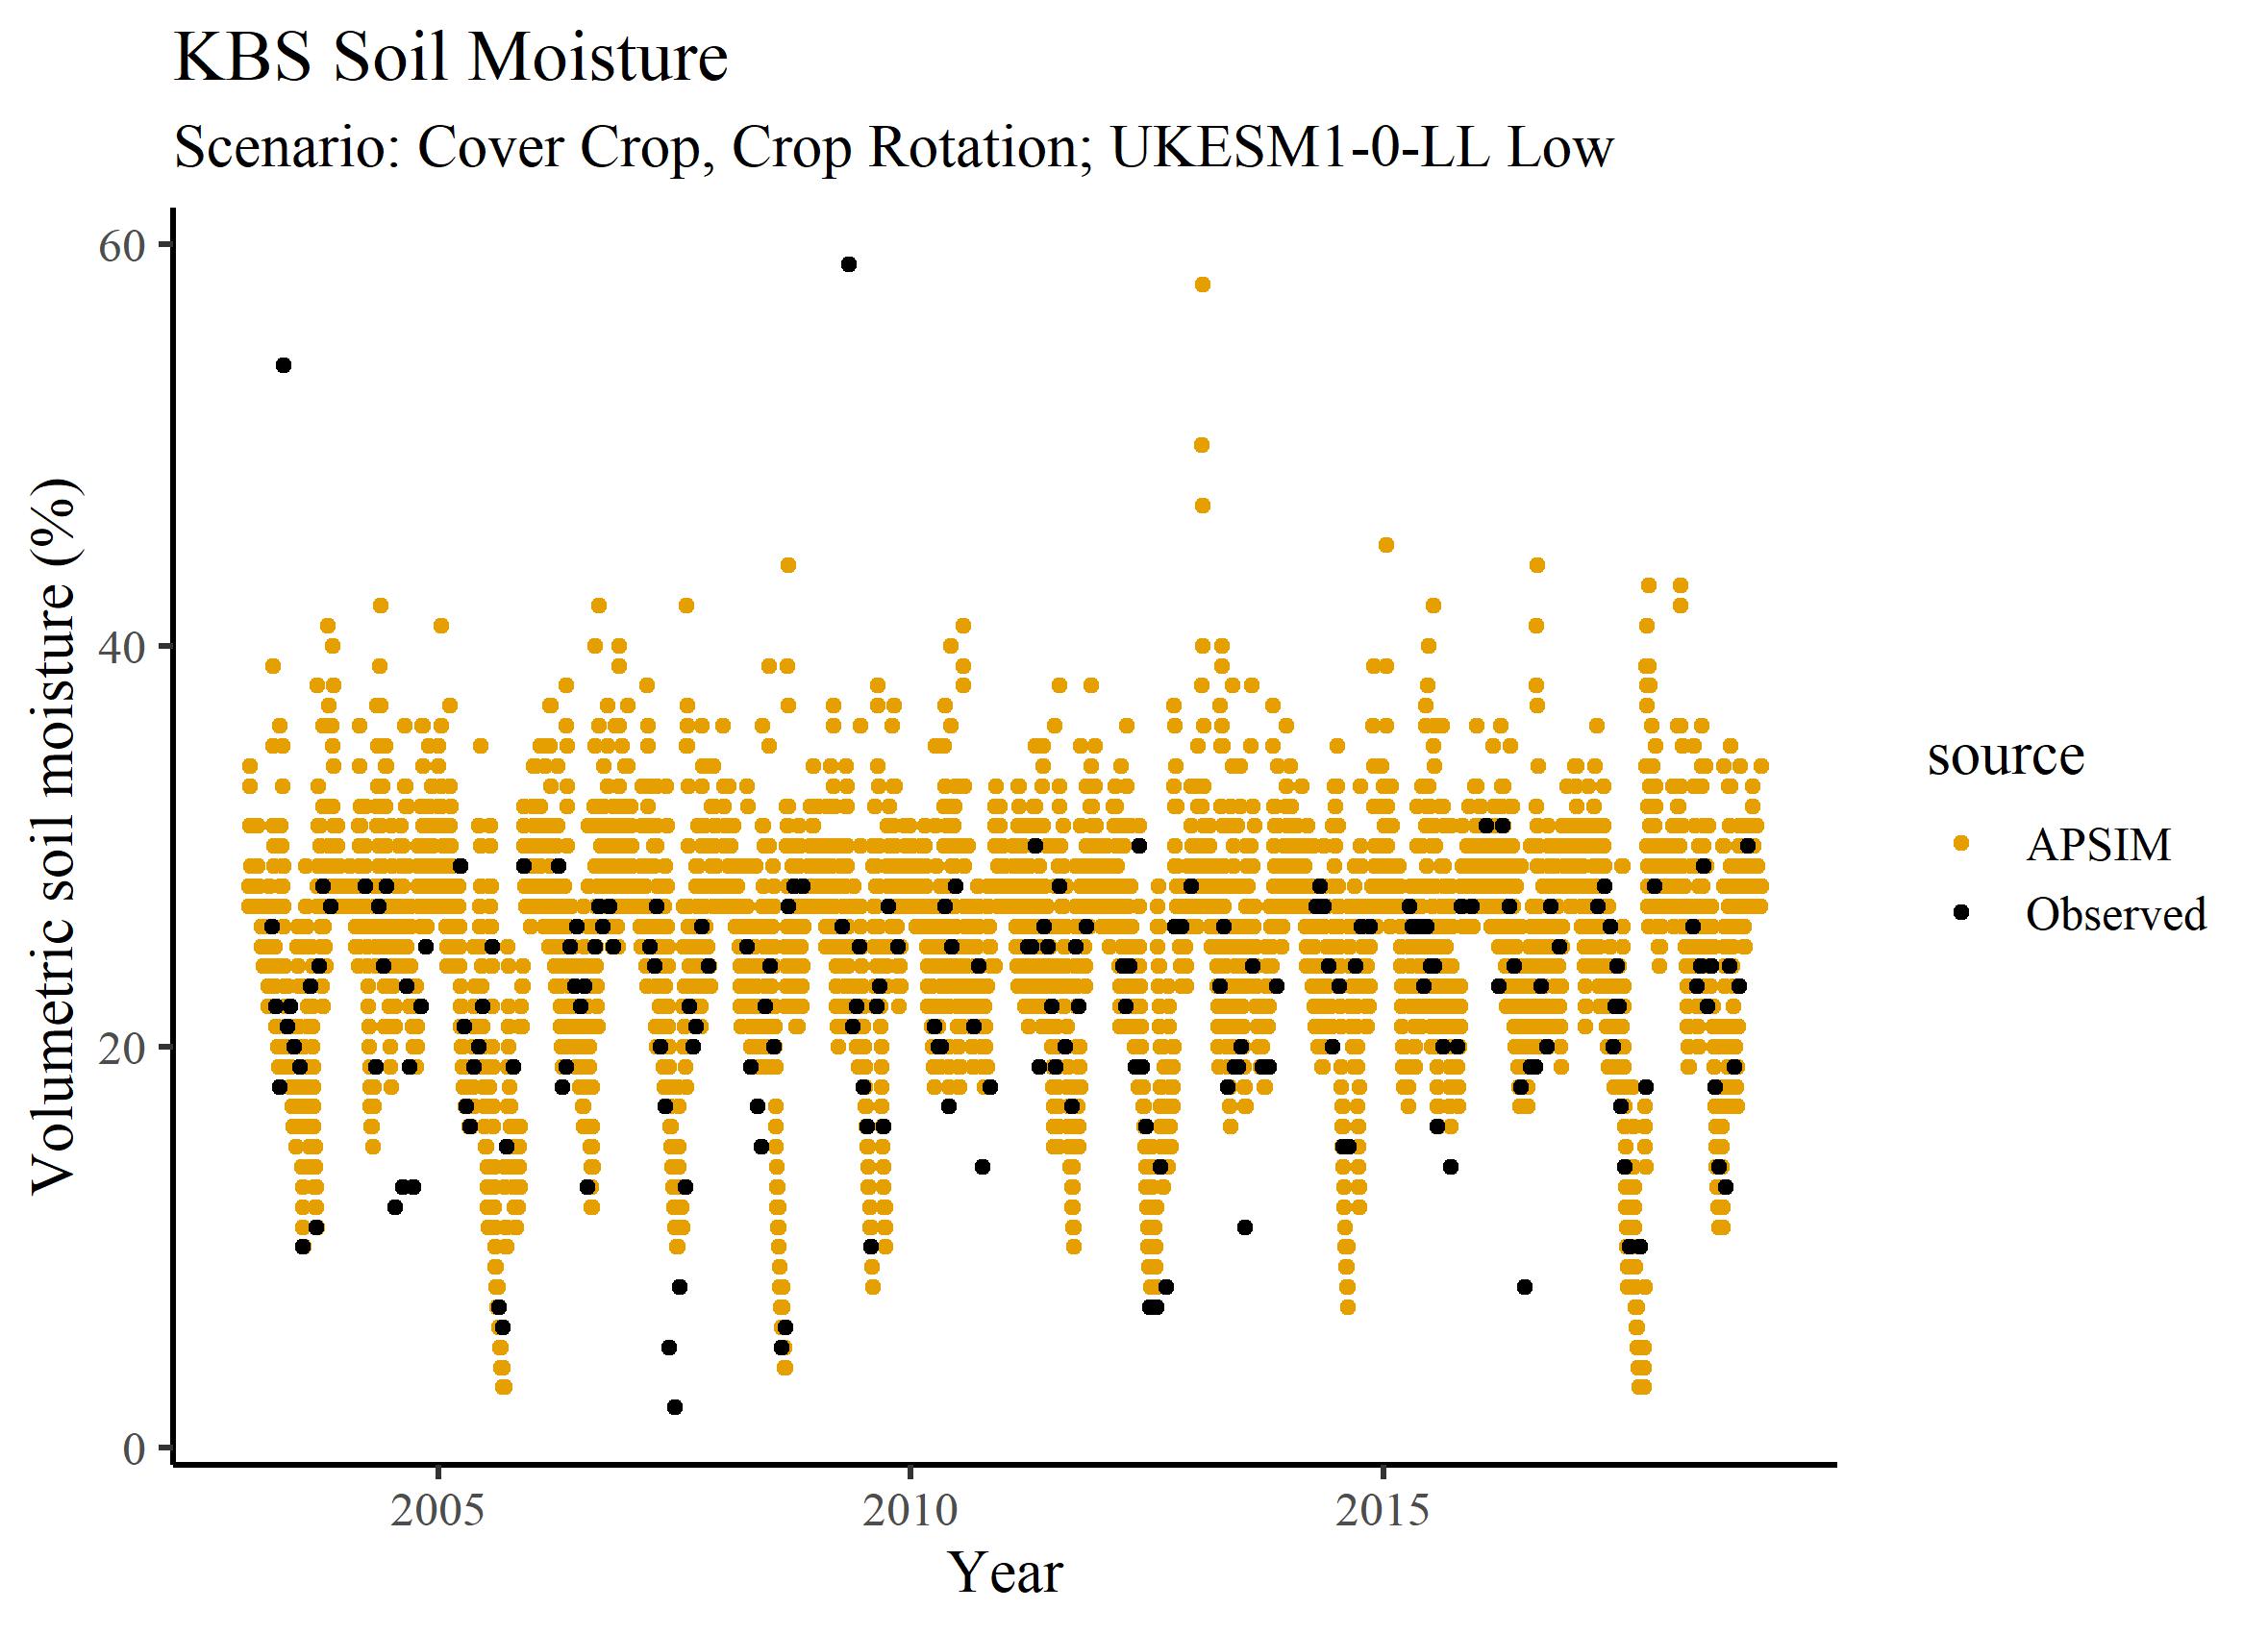 KBS Soil Moisture
Scenario: Cover Crop, Crop Rotation; UKESM1-0-LL Low
Volumetric soil moisture (%)
60
40
20
0
2005
2010
2015
Year
source
APSIM
Observed